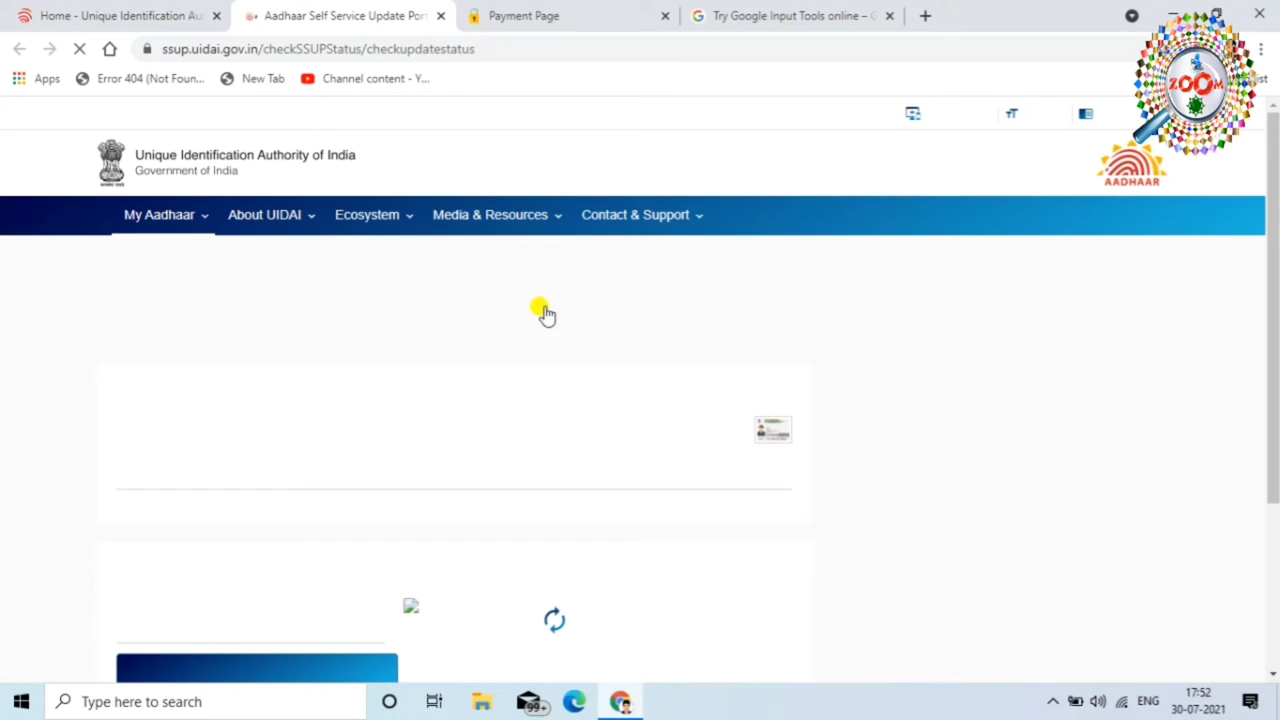 Home - Unique Identification Au
Aadhaar Self Service Update Port
Payment Page
Try Google Input Tools online – G
ssup.uidai.gov.in/checkSSUPStatus/checkupdatestatus
Apps
Error 404 (Not Foun...
New Tab
Channel content - Y...
ZOOM
Unique Identification Authority of India
Government of India
AADHAAR
My Aadhaar
About UIDAI
Ecosystem
Media & Resources
Contact & Support
Type here to search
99+
ENG
17:52
30-07-2021